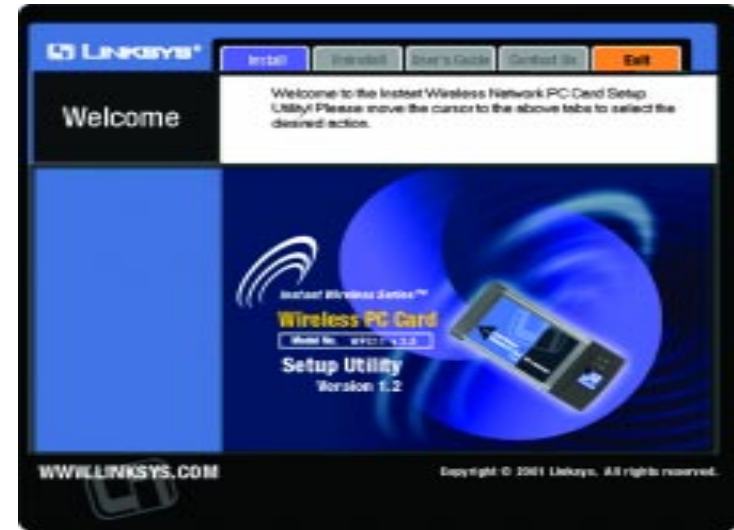 LINKSYS®
Install Uninstall User's Guide Contact Us Exit
Welcome
Welcome to the Instant Wireless Network PC Card Setup
Utility! Please move the cursor to the above tabs to select the
desired action.
Instant Wireless Series™
Wireless PC Card
Model No.
Setup Utility
Version 1.2
WWW.LINKSYS.COM
Copyright © 2001 Linksys. All rights reserved.